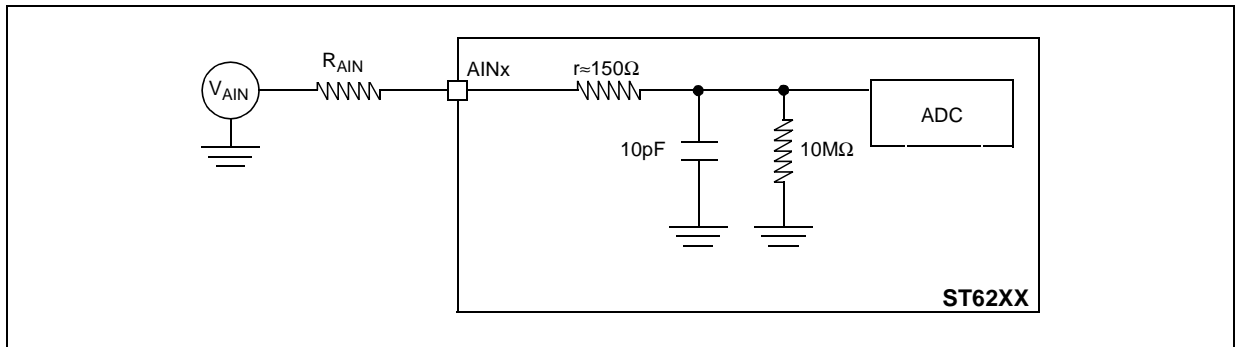 R_AIN
AINx
r≈150Ω
V_AIN
ADC
10pF
10MΩ
ST62XX